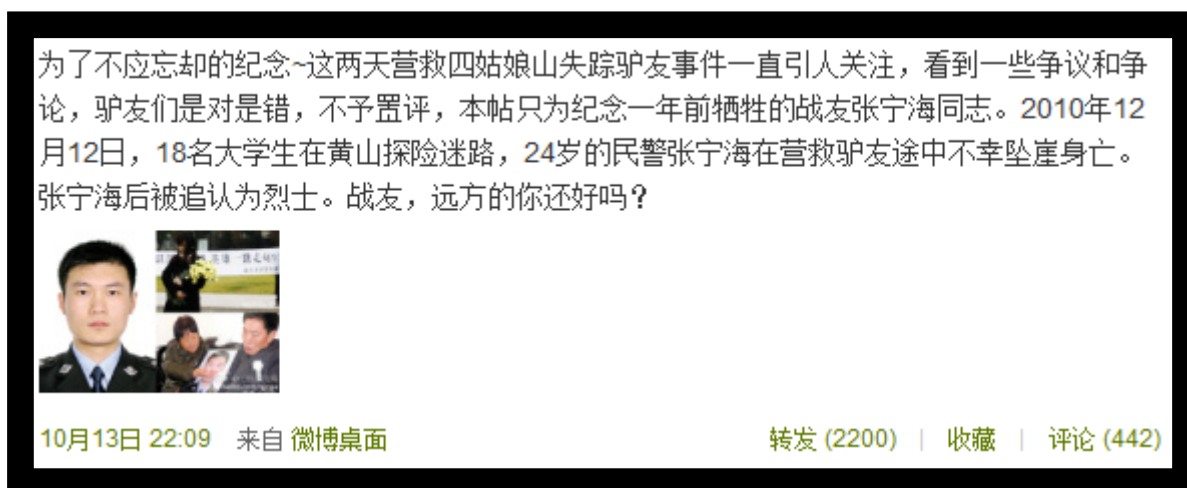 为了不应忘却的纪念~这两天营救四姑娘山失踪驴友事件一直引人关注，看到一些争议和争
论，驴友们是对是错，不予置评，本帖只为纪念一年前牺牲的战友张宁海同志。2010年12
月12日，18名大学生在黄山探险迷路，24岁的民警张宁海在营救驴友途中不幸坠崖身亡。
张宁海后被追认为烈士。战友，远方的你还好吗？
10月13日 22:09 来自 微博桌面 转发 (2200) | 收藏 | 评论 (442)